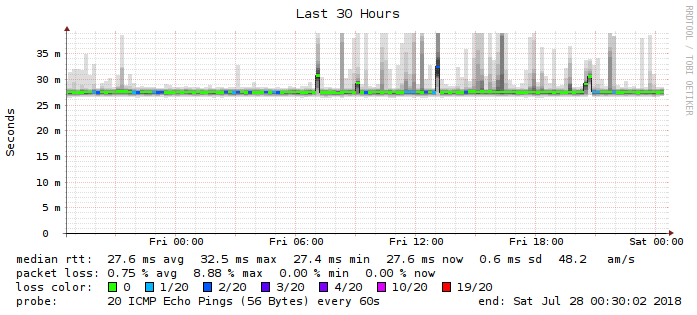 Last 30 Hours
RRDTOOL / TOBI OETIKER
Seconds
35 m
30 m
25 m
20 m
15 m
10 m
5 m
0
Fri 00:00 Fri 06:00 Fri 12:00 Fri 18:00 Sat 00:00
median rtt: 27.6 ms avg 32.5 ms max 27.4 ms min 27.6 ms now 0.6 ms sd 48.2 am/s
packet loss: 0.75 % avg 8.88 % max 0.00 % min 0.00 % now
loss color: 0 1/20 2/20 3/20 4/20 10/20 19/20
probe: 20 ICMP Echo Pings (56 Bytes) every 60s end: Sat Jul 28 00:30:02 2018